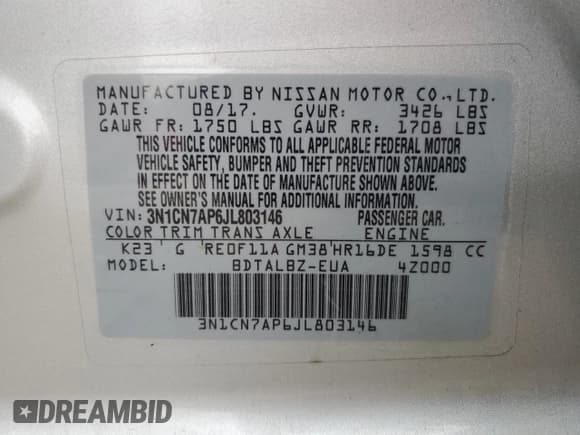 MANUFACTURED BY NISSAN MOTOR CO., LTD.
DATE: 08/17. GVWR: 3426 LBS
GAWR FR: 1750 LBS GAWR RR: 1708 LBS
THIS VEHICLE CONFORMS TO ALL APPLICABLE FEDERAL MOTOR
VEHICLE SAFETY, BUMPER AND THEFT PREVENTION STANDARDS
IN EFFECT ON THE DATE OF MANUFACTURE SHOWN ABOVE.
SEE OWNER'S MANUAL FOR ADDITIONAL INFORMATION.
VIN: 3N1CN7AP6JL803146 PASSENGER CAR.
COLOR TRIM TRANS AXLE ENGINE
K23 G RE0F11A GM38 HR16DE 1598 CC
MODEL: BDTALBZ-EUA 4Z000
3N1CN7AP6JL803146
DREAMBID